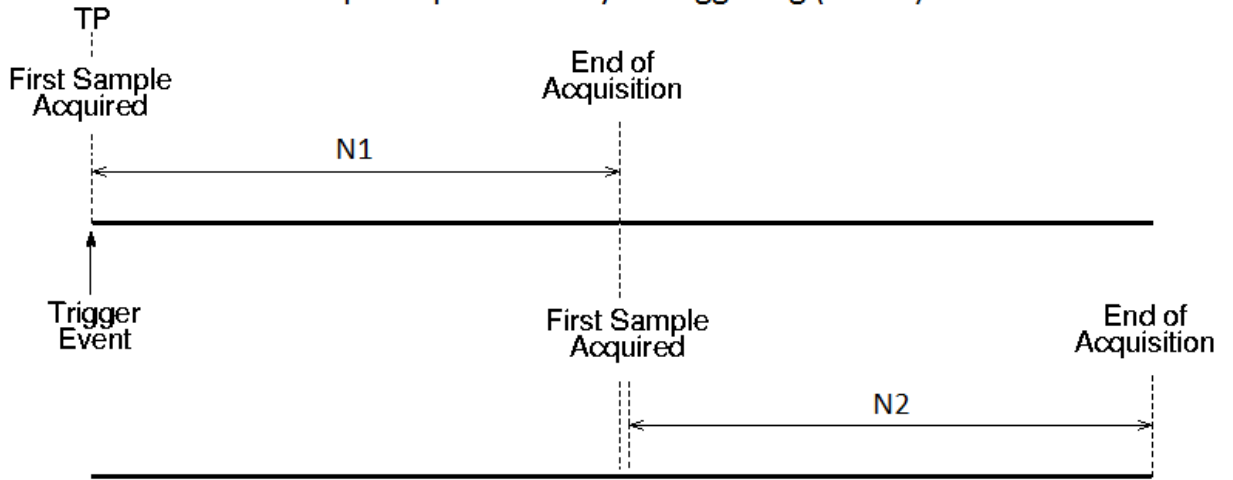 TP
First Sample
Acquired
End of
Acquisition
N1
Trigger
Event
First Sample
Acquired
End of
Acquisition
N2